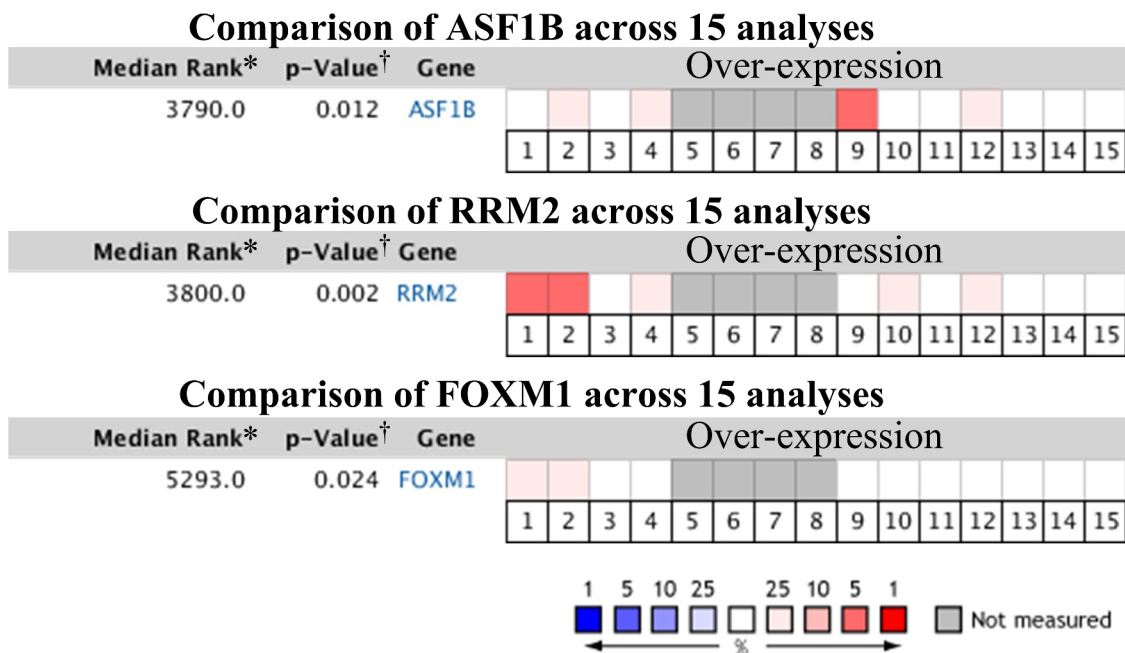 Comparison of ASF1B across 15 analyses
Median Rank* p-Value† Gene Over-expression
3790.0 0.012 ASF1B
1 2 3 4 5 6 7 8 9 10 11 12 13 14 15
Comparison of RRM2 across 15 analyses
Median Rank* p-Value† Gene Over-expression
3800.0 0.002 RRM2
1 2 3 4 5 6 7 8 9 10 11 12 13 14 15
Comparison of FOXM1 across 15 analyses
Median Rank* p-Value† Gene Over-expression
5293.0 0.024 FOXM1
1 2 3 4 5 6 7 8 9 10 11 12 13 14 15
1 5 10 25 25 10 5 1
Not measured
%